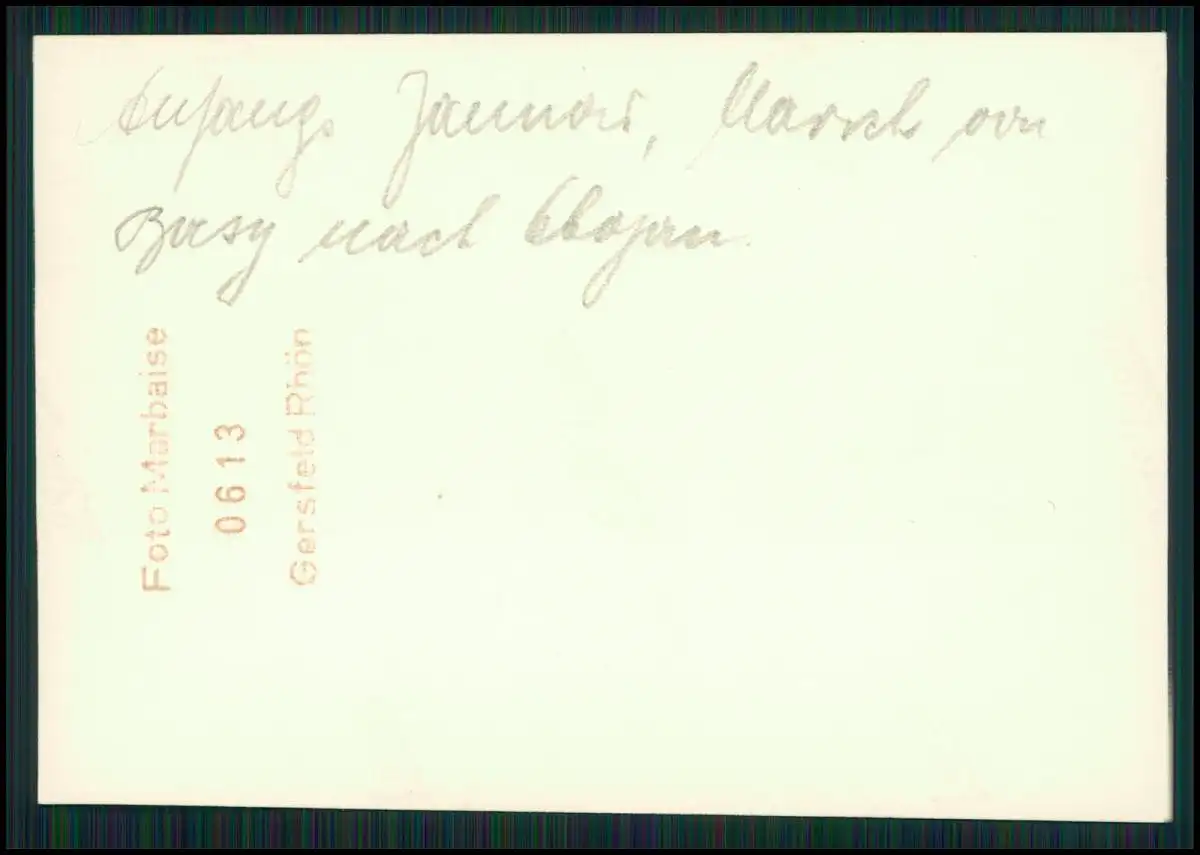 Anfang Januar, Marsch von
nach
Foto Marbaise
0613
Gersfeld Rhön